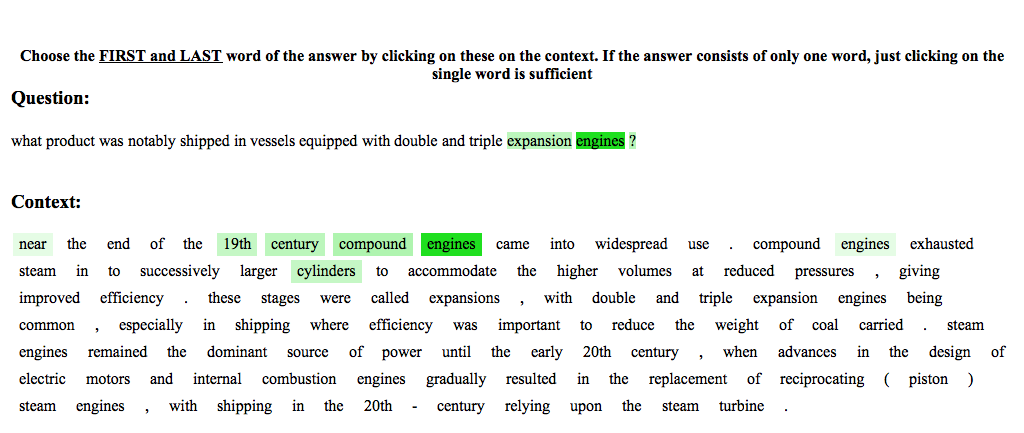 Choose the FIRST and LAST word of the answer by clicking on these on the context. If the answer consists of only one word, just clicking on the
single word is sufficient
Question:
what product was notably shipped in vessels equipped with double and triple expansion engines ?
Context:
near the end of the 19th century compound engines came into widespread use . compound engines exhausted
steam in to successively larger cylinders to accommodate the higher volumes at reduced pressures , giving
improved efficiency . these stages were called expansions , with double and triple expansion engines being
common , especially in shipping where efficiency was important to reduce the weight of coal carried . steam
engines remained the dominant source of power until the early 20th century , when advances in the design of
electric motors and internal combustion engines gradually resulted in the replacement of reciprocating ( piston )
steam engines , with shipping in the 20th - century relying upon the steam turbine .